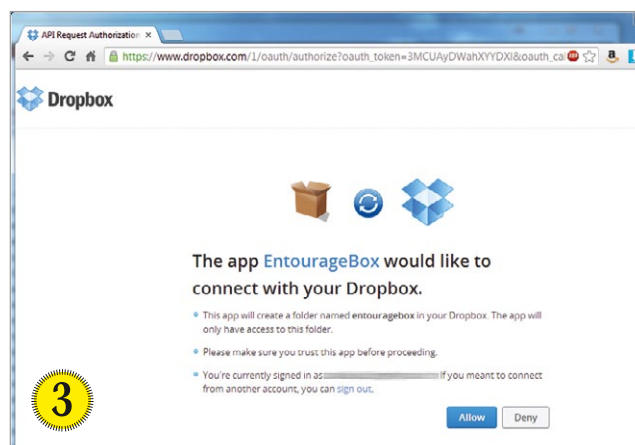 API Request Authorization ×
https://www.dropbox.com/1/oauth/authorize?oauth_token=3MCUAyDWahXYYDXI&oauth_cal
Dropbox
The app EntourageBox would like to
connect with your Dropbox.
This app will create a folder named entouragebox in your Dropbox. The app will
only have access to this folder.
Please make sure you trust this app before proceeding.
You're currently signed in as If you meant to connect
from another account, you can sign out.
Allow Deny
3